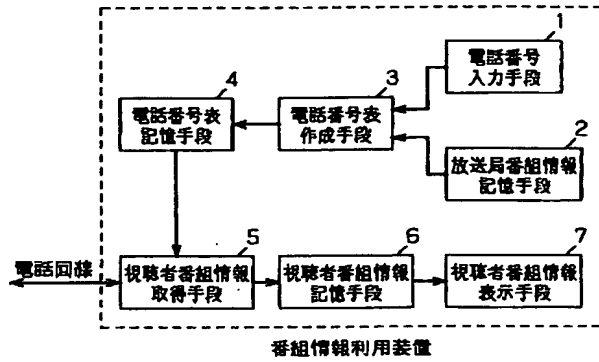 1
電話番号
入力手段
4
電話番号表
記憶手段
3
電話番号表
作成手段
2
放送局番組情報
記憶手段
電話回線
5
視聴者番組情報
取得手段
6
視聴者番組情報
記憶手段
7
視聴者番組情報
表示手段
番組情報利用装置